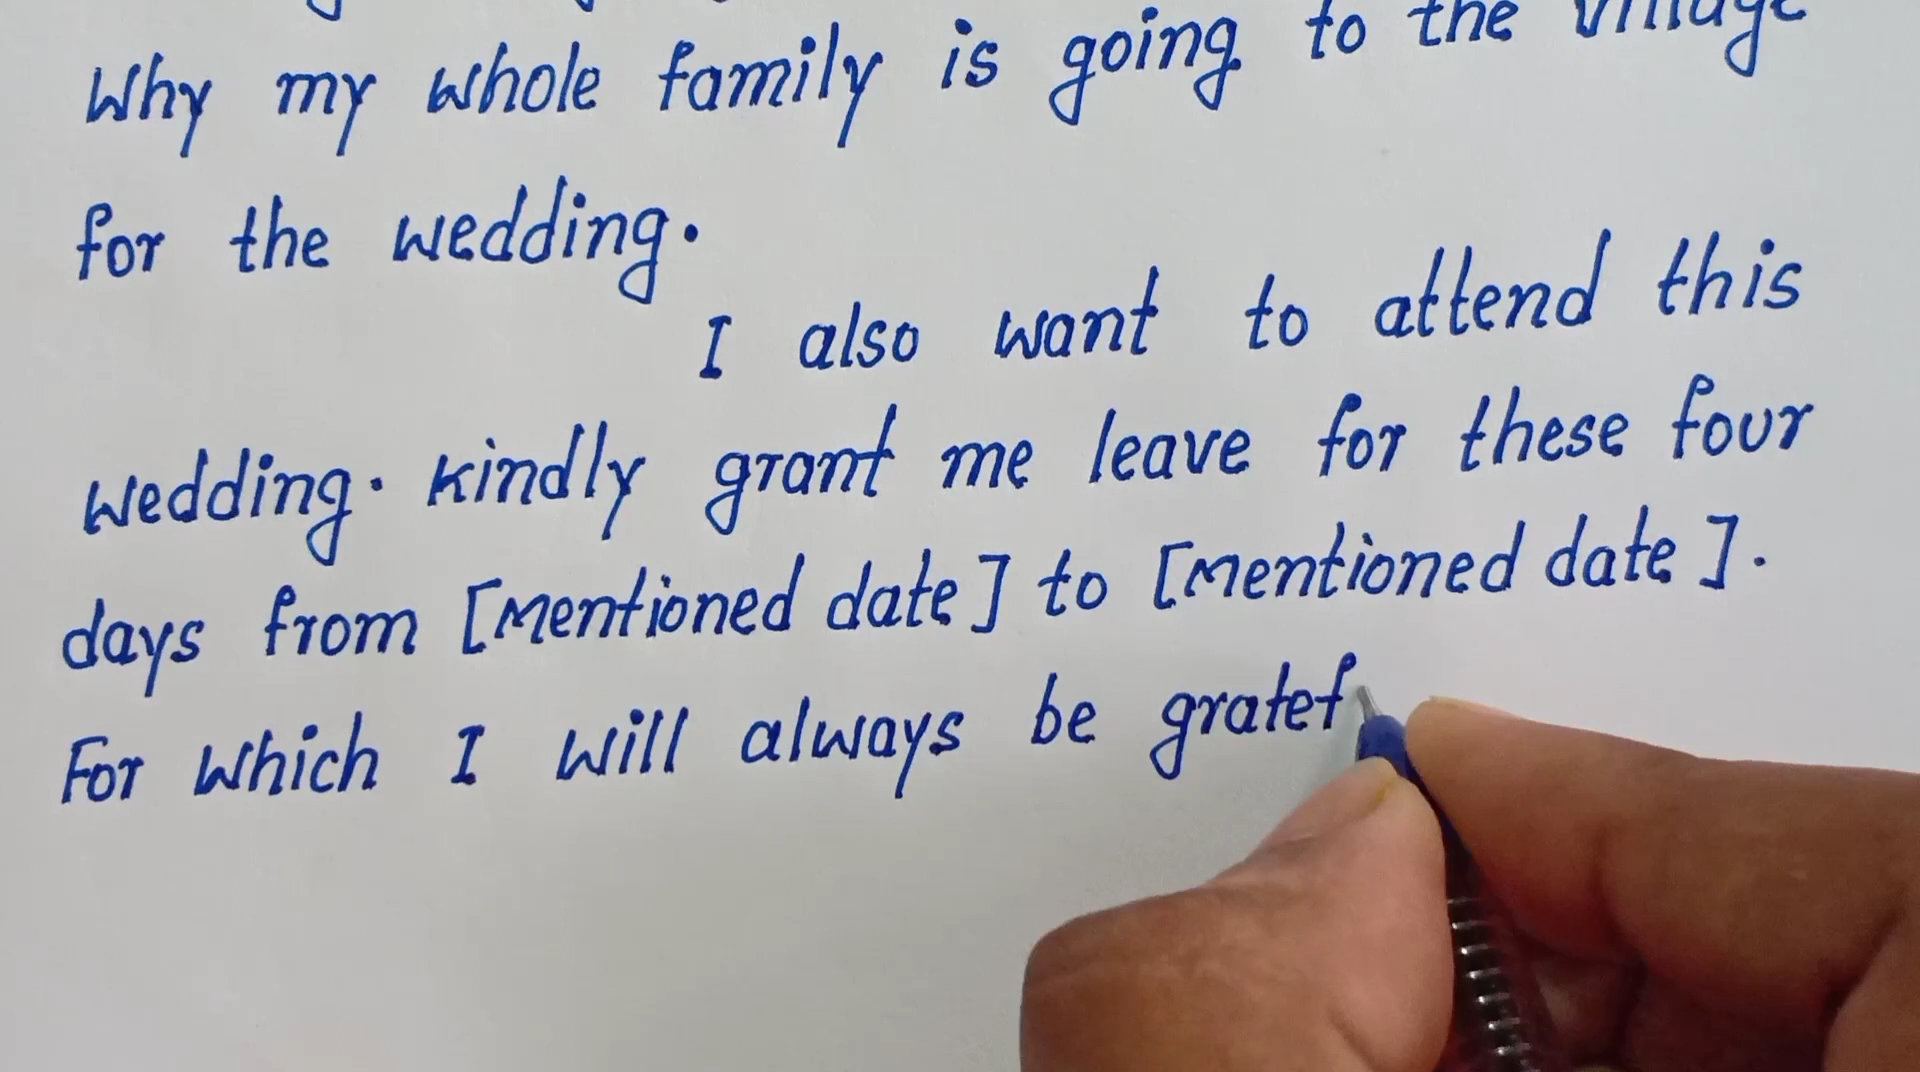 Why my whole family is going to the village
for the wedding.
I also want to attend this
wedding. Kindly grant me leave for these four
days from [Mentioned date] to [Mentioned date].
For which I will always be gratef